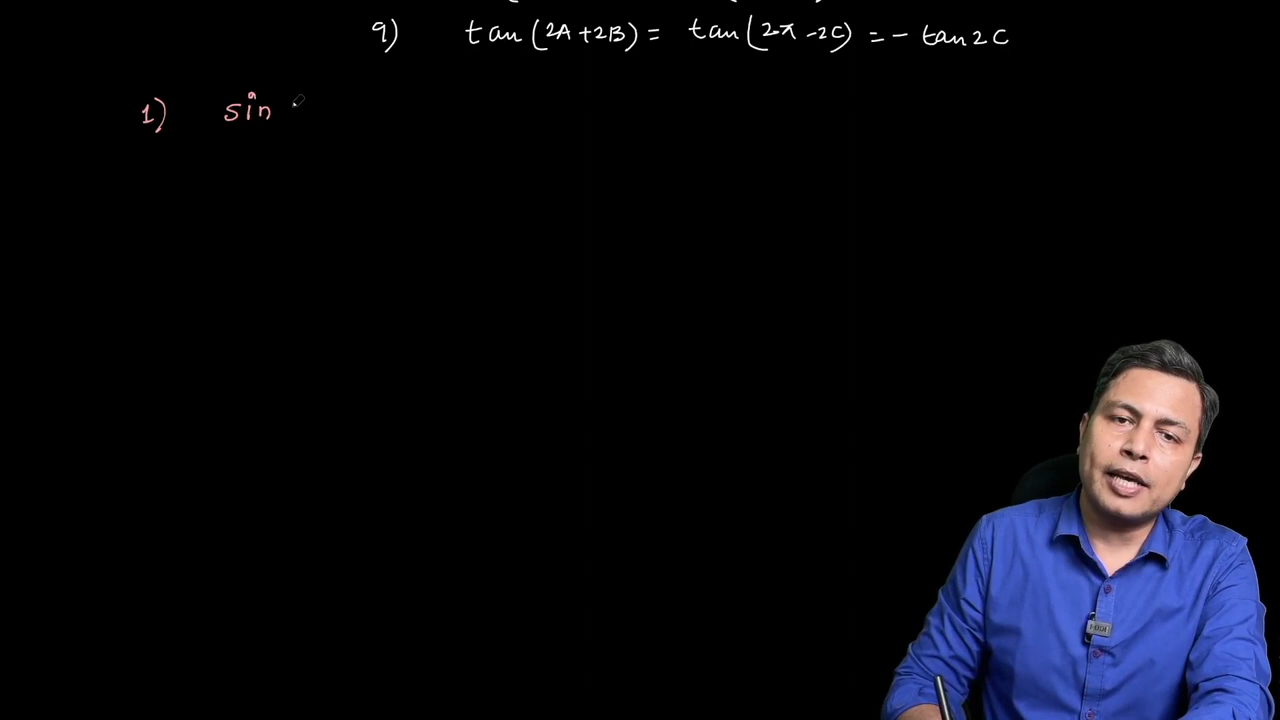 9) tan(2A+2B) = tan(2π-2C) = - tan2C
1) sin